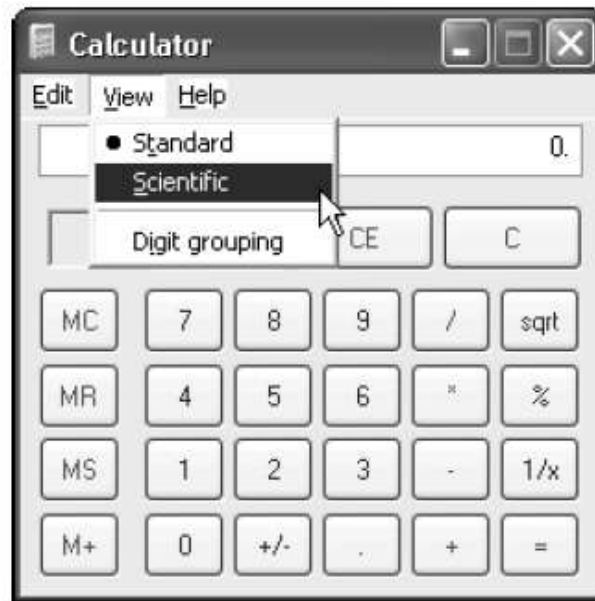 Calculator
Edit View Help
Standard
0.
Scientific
Digit grouping
CE C
MC 7 8 9 / sqrt
MR 4 5 6 * %
MS 1 2 3 - 1/x
M+ 0 +/- . + =